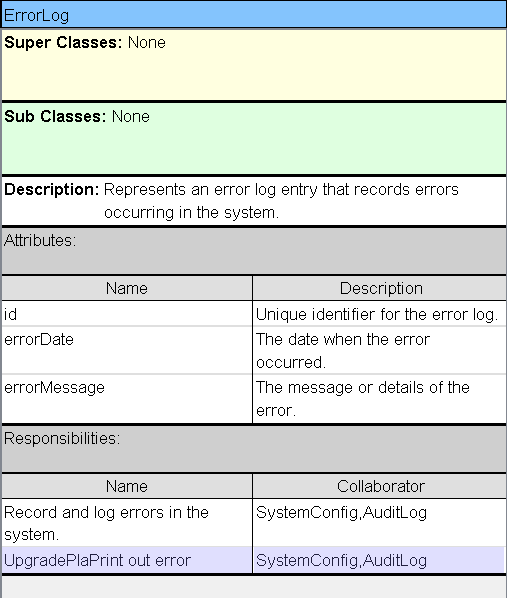 ErrorLog
Super Classes: None
Sub Classes: None
Description: Represents an error log entry that records errors
occurring in the system.
Attributes:
Name Description
id Unique identifier for the error log.
errorDate The date when the error
occurred.
errorMessage The message or details of the
error.
Responsibilities:
Name Collaborator
Record and log errors in the SystemConfig,AuditLog
system.
UpgradePlaPrint out error SystemConfig,AuditLog